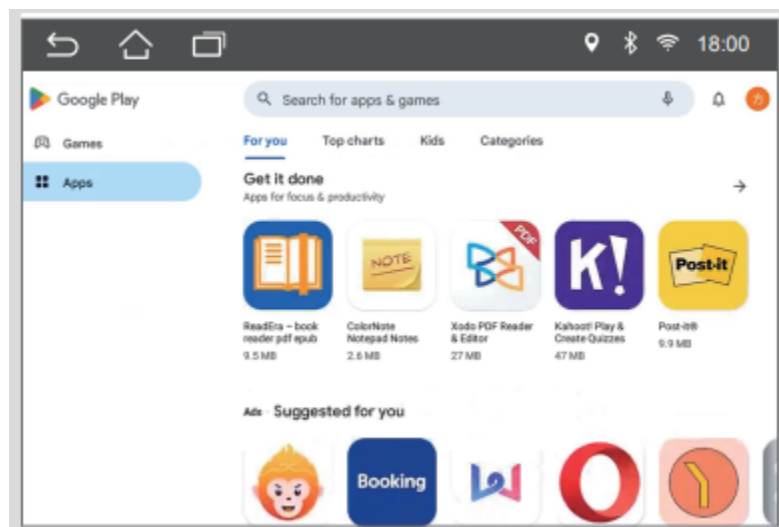 18:00
Google Play
Search for apps & games
Games
Apps
For you Top charts Kids Categories
Get it done
Apps for focus & productivity
NOTE
PDF
K!
Post-it
ReadEra – book
reader pdf epub
9.5 MB
ColorNote
Notepad Notes
2.6 MB
Xodo PDF Reader
& Editor
27 MB
Kahoot! Play &
Create Quizzes
47 MB
Post-it®
9.9 MB
Ads · Suggested for you
Booking